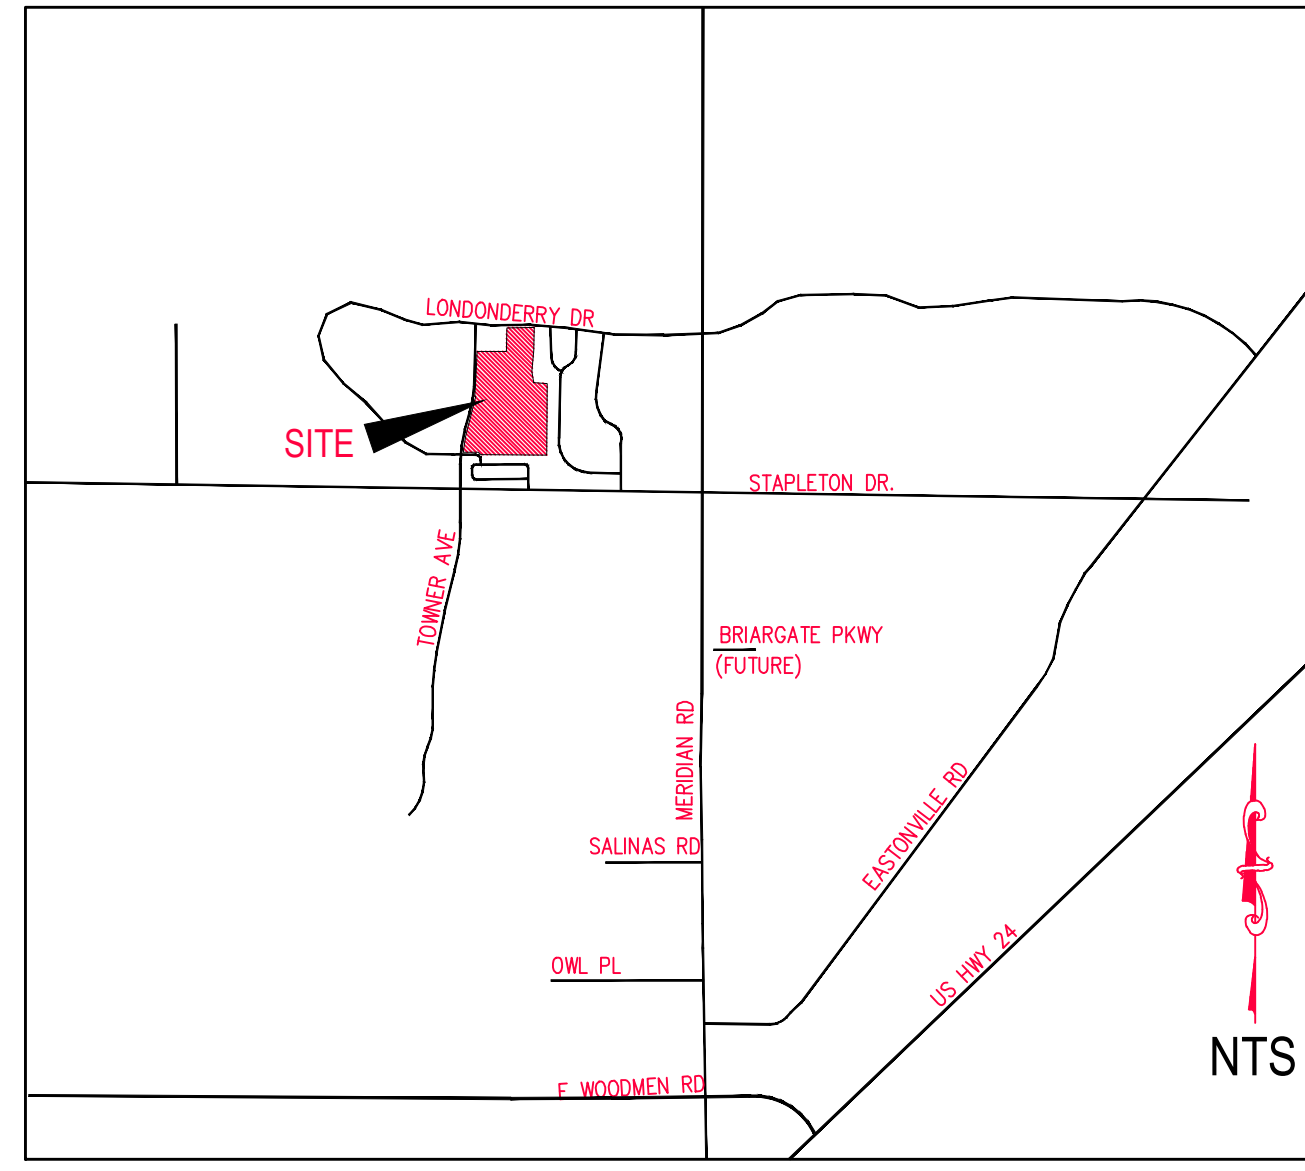 LONDONDERRY DR
SITE
STAPLETON DR.
TOWNER AVE
BRIARGATE PKWY
(FUTURE)
MERIDIAN RD
EASTONVILLE RD
SALINAS RD
US HWY 24
OWL PL
NTS
E WOODMEN RD